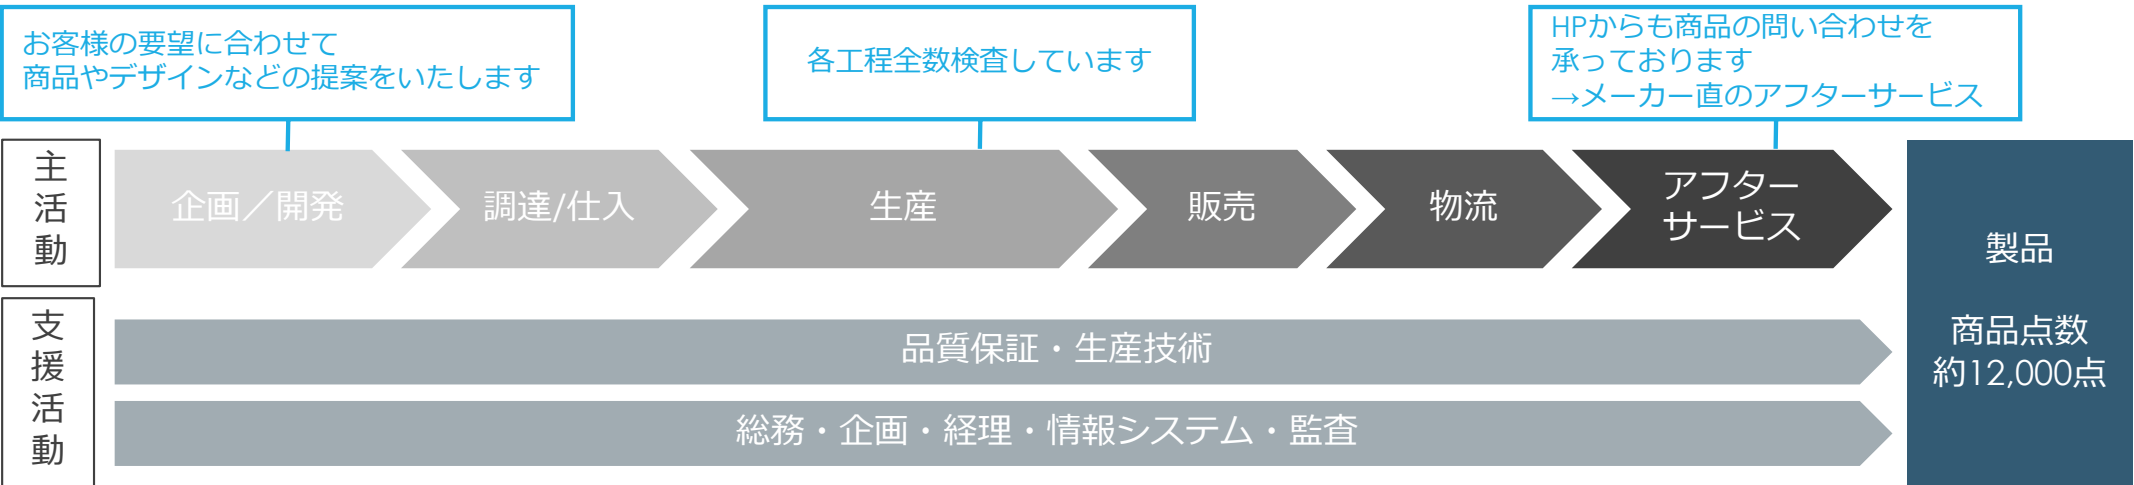 お客様の要望に合わせて
商品やデザインなどの提案をいたします
各工程全数検査しています
HPからも商品の問い合わせを
承っております
→メーカー直のアフターサービス
主活動
企画／開発
調達/仕入
生産
販売
物流
アフター
サービス
支援活動
品質保証・生産技術
総務・企画・経理・情報システム・監査
製品
商品点数
約12,000点